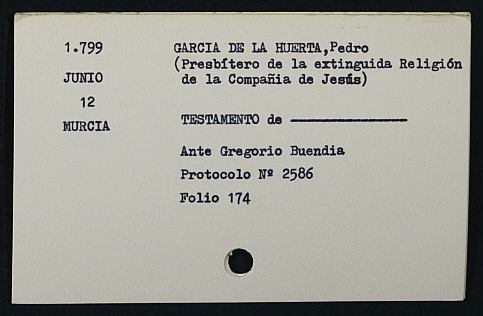 1.799
JUNIO
12
MURCIA
GARCIA DE LA HUERTA,Pedro
(Presbítero de la extinguida Religión
de la Compañia de Jesús)
TESTAMENTO de ----------------
Ante Gregorio Buendia
Protocolo Nº 2586
Folio 174